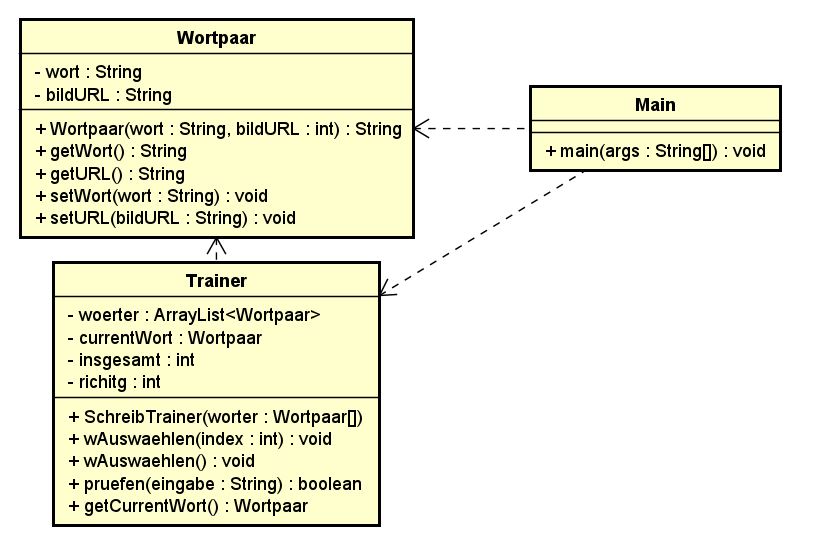 Wortpaar
- wort : String
- bildURL : String
+ Wortpaar(wort : String, bildURL : int) : String
+ getWort() : String
+ getURL() : String
+ setWort(wort : String) : void
+ setURL(bildURL : String) : void
Main
+ main(args : String[]) : void
Trainer
- woerter : ArrayList<Wortpaar>
- currentWort : Wortpaar
- insgesamt : int
- richitg : int
+ SchreibTrainer(worter : Wortpaar[])
+ wAuswaehlen(index : int) : void
+ wAuswaehlen() : void
+ pruefen(eingabe : String) : boolean
+ getCurrentWort() : Wortpaar